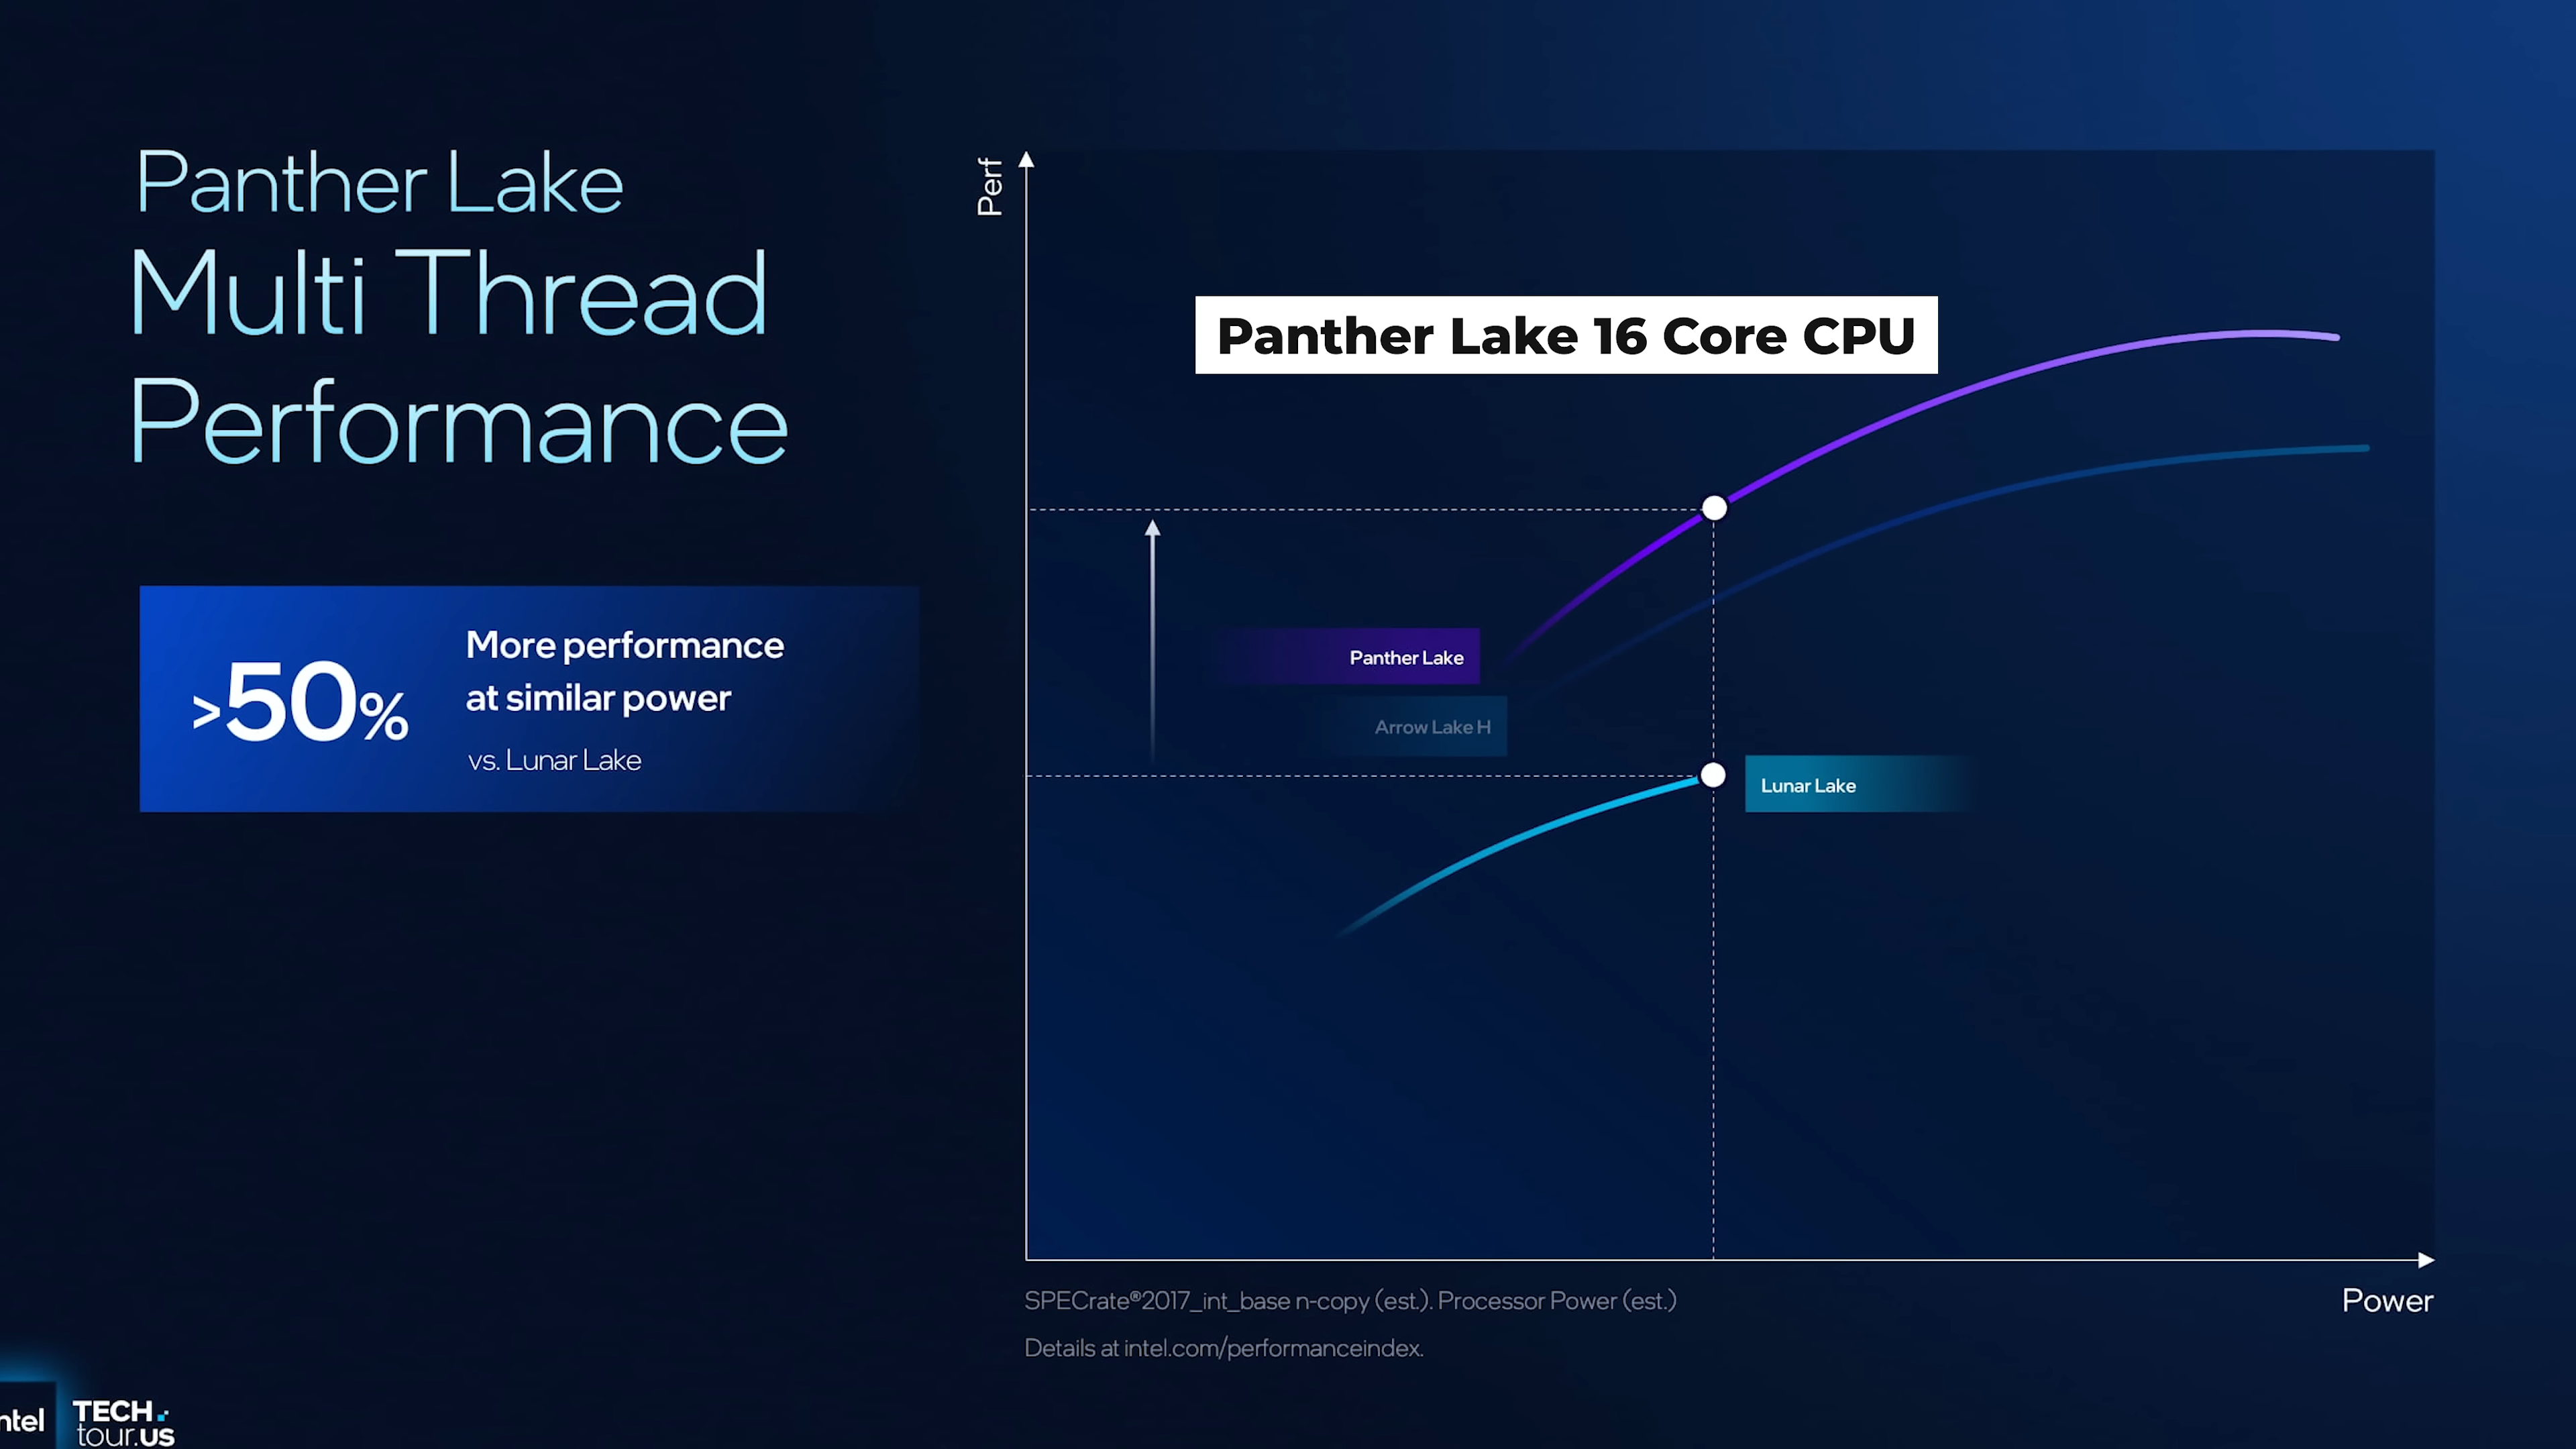 Panther Lake
Multi Thread
Performance
>50%
More performance
at similar power
vs. Lunar Lake
Perf
Panther Lake 16 Core CPU
Panther Lake
Arrow Lake H
Lunar Lake
Power
SPECrate®2017_int_base n-copy (est.). Processor Power (est.)
Details at intel.com/performanceindex.
ntel
TECH
tour.US